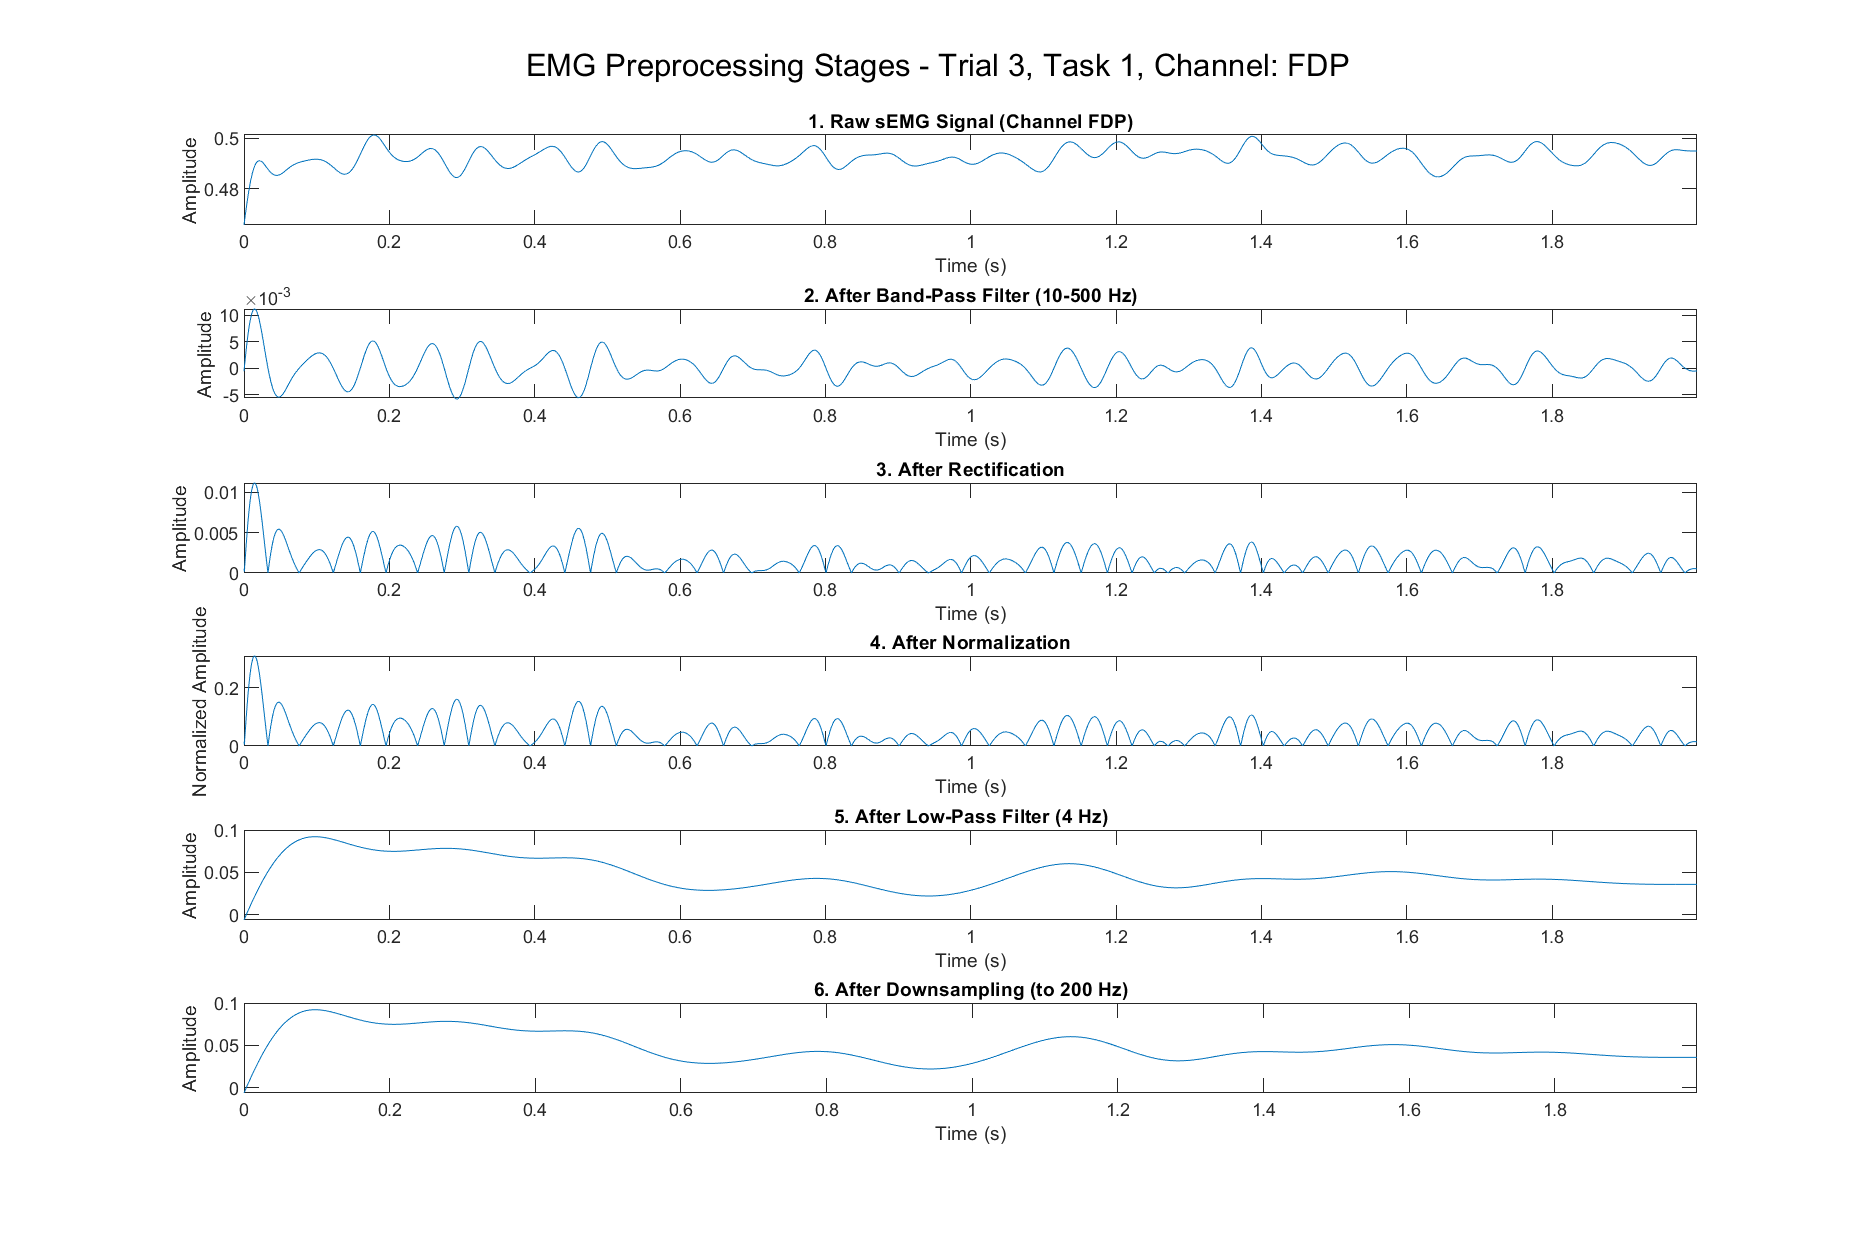 EMG Preprocessing Stages - Trial 3, Task 1, Channel: FDP
1. Raw sEMG Signal (Channel FDP)
Amplitude
0.5
0.48
0 0.2 0.4 0.6 0.8 1 1.2 1.4 1.6 1.8
Time (s)
2. After Band-Pass Filter (10-500 Hz)
×10-3
Amplitude
10
5
0
-5
0 0.2 0.4 0.6 0.8 1 1.2 1.4 1.6 1.8
Time (s)
3. After Rectification
Amplitude
0.01
0.005
0
0 0.2 0.4 0.6 0.8 1 1.2 1.4 1.6 1.8
Time (s)
4. After Normalization
Normalized Amplitude
0.2
0
0 0.2 0.4 0.6 0.8 1 1.2 1.4 1.6 1.8
Time (s)
5. After Low-Pass Filter (4 Hz)
Amplitude
0.1
0.05
0
0 0.2 0.4 0.6 0.8 1 1.2 1.4 1.6 1.8
Time (s)
6. After Downsampling (to 200 Hz)
Amplitude
0.1
0.05
0
0 0.2 0.4 0.6 0.8 1 1.2 1.4 1.6 1.8
Time (s)